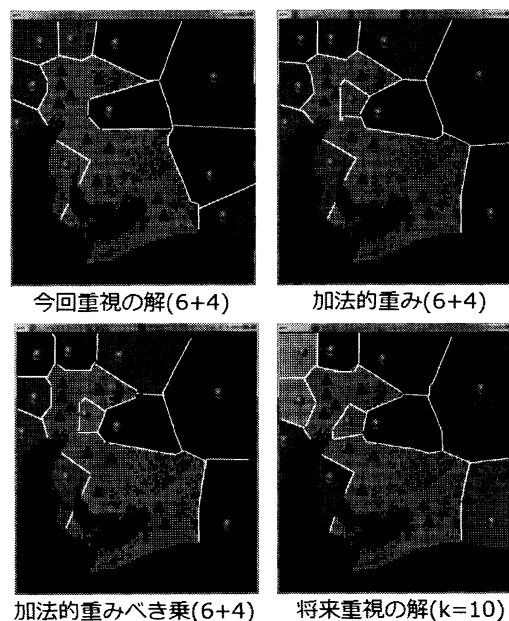 今回重視の解(6+4)
加法的重み(6+4)
加法的重みべき乗(6+4)
将来重視の解(k=10)